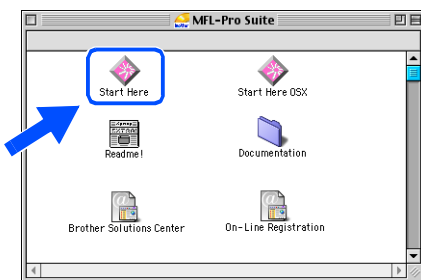 MFL-Pro Suite
Start Here
Start Here OSX
Readme!
Documentation
Brother Solutions Center
On-Line Registration